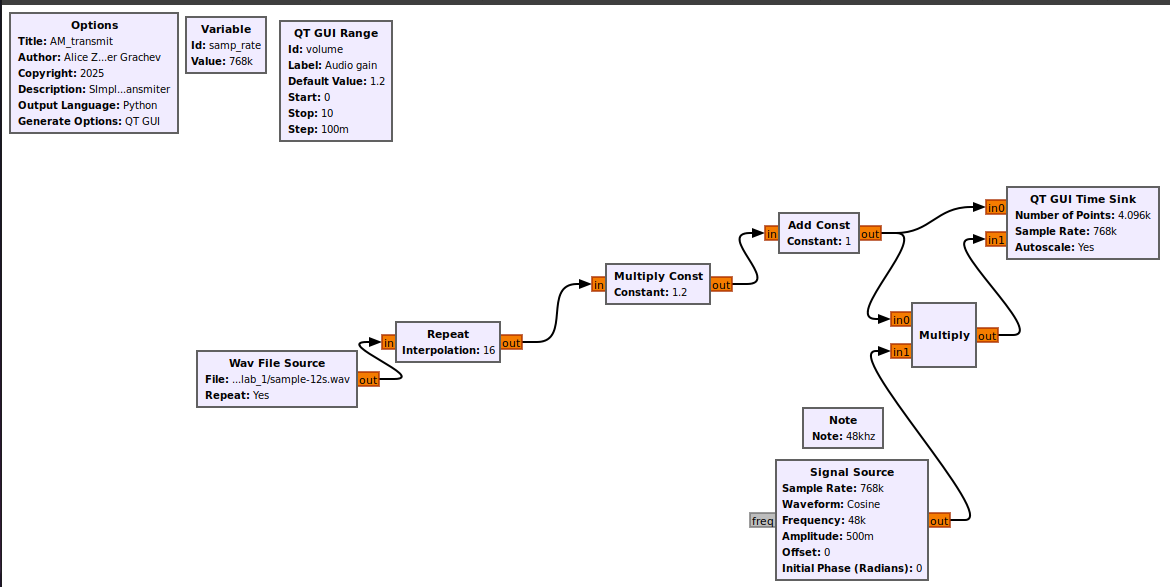 Options
Title: AM_transmit
Author: Alice Z...er Grachev
Copyright: 2025
Description: SImpl...ansmiter
Output Language: Python
Generate Options: QT GUI
Variable
Id: samp_rate
Value: 768k
QT GUI Range
Id: volume
Label: Audio gain
Default Value: 1.2
Start: 0
Stop: 10
Step: 100m
Wav File Source
File: ...lab_1/sample-12s.wav
Repeat: Yes
out
in
Repeat
Interpolation: 16
out
in
Multiply Const
Constant: 1.2
out
in
Add Const
Constant: 1
out
in0
in1
QT GUI Time Sink
Number of Points: 4.096k
Sample Rate: 768k
Autoscale: Yes
in0
in1
Multiply
out
Note
Note: 48khz
freq
Signal Source
Sample Rate: 768k
Waveform: Cosine
Frequency: 48k
Amplitude: 500m
Offset: 0
Initial Phase (Radians): 0
out